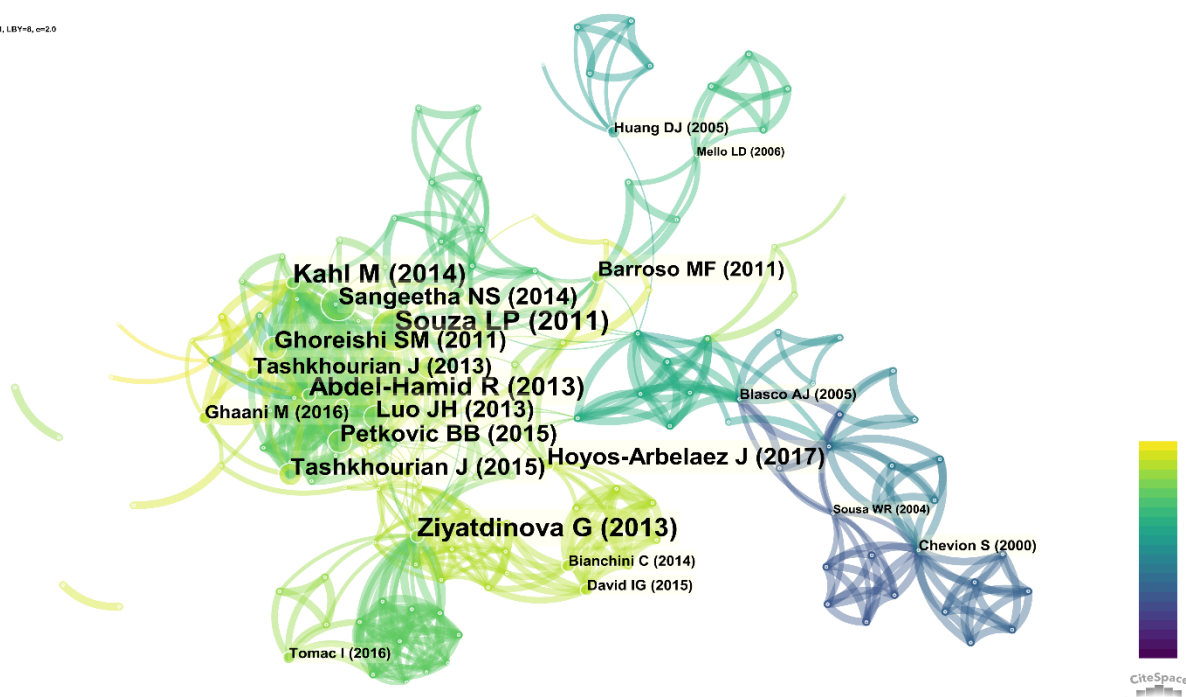 LBY=8, e=2.0
Huang DJ (2005)
Mello LD (2006)
Kahl M (2014)
Barroso MF (2011)
Sangeetha NS (2014)
Souza LP (2011)
Ghoreishi SM (2011)
Tashkhourian J (2013)
Abdel-Hamid R (2013)
Blasco AJ (2005)
Ghaani M (2016)
Luo JH (2013)
Petkovic BB (2015)
Hoyos-Arbelaez J (2017)
Tashkhourian J (2015)
Sousa WR (2004)
Ziyatdinova G (2013)
Chevion S (2000)
Bianchini C (2014)
David IG (2015)
Tomac I (2016)
CiteSpace